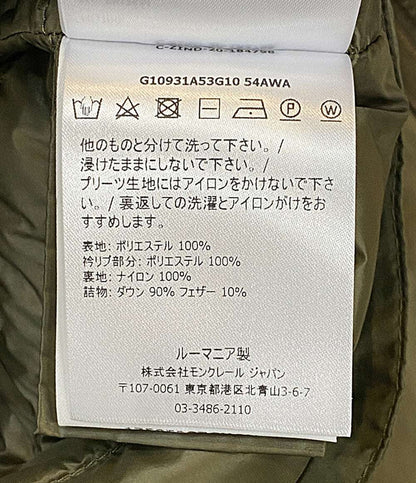 G10931A53G10 54AWA
P
W
他のものと分けて洗って下さい。/
浸けたままにしないで下さい。/
プリーツ生地にはアイロンをかけないで下さ
い。/ 裏返しての洗濯とアイロンがけをおす
すめします。
表地: ポリエステル 100%
衿リブ部分: ポリエステル 100%
裏地: ナイロン 100%
詰物: ダウン 90% フェザー 10%
ルーマニア製
株式会社モンクレール ジャパン
〒107-0061 東京都港区北青山3-6-7
03-3486-2110